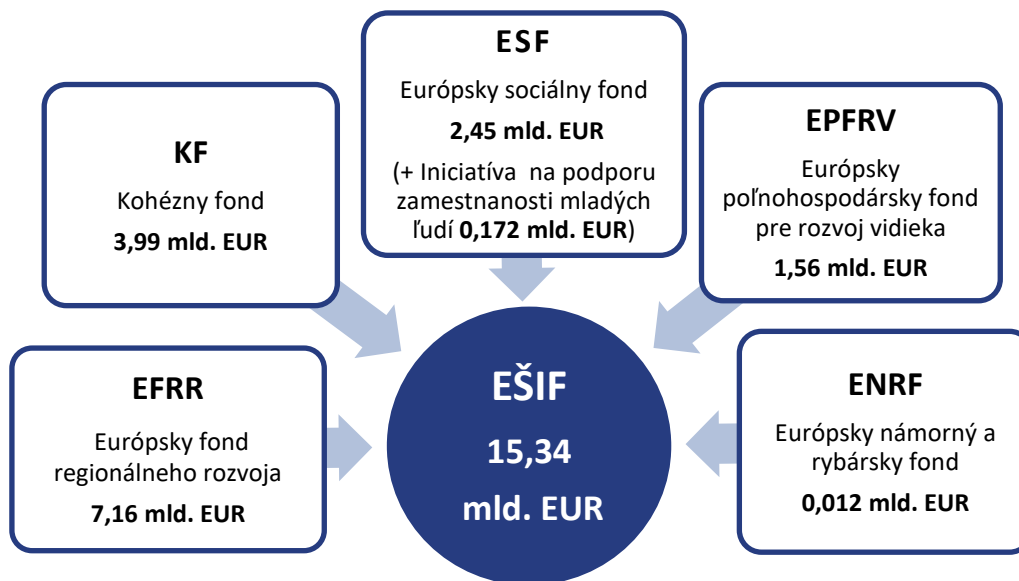 ESF
Európsky sociálny fond
2,45 mld. EUR
(+ Iniciatíva na podporu
zamestnanosti mladých
ľudí 0,172 mld. EUR)
KF
Kohézny fond
3,99 mld. EUR
EPFRV
Európsky
poľnohospodársky fond
pre rozvoj vidieka
1,56 mld. EUR
EFRR
Európsky fond
regionálneho rozvoja
7,16 mld. EUR
EŠIF
15,34
mld. EUR
ENRF
Európsky námorný a
rybársky fond
0,012 mld. EUR